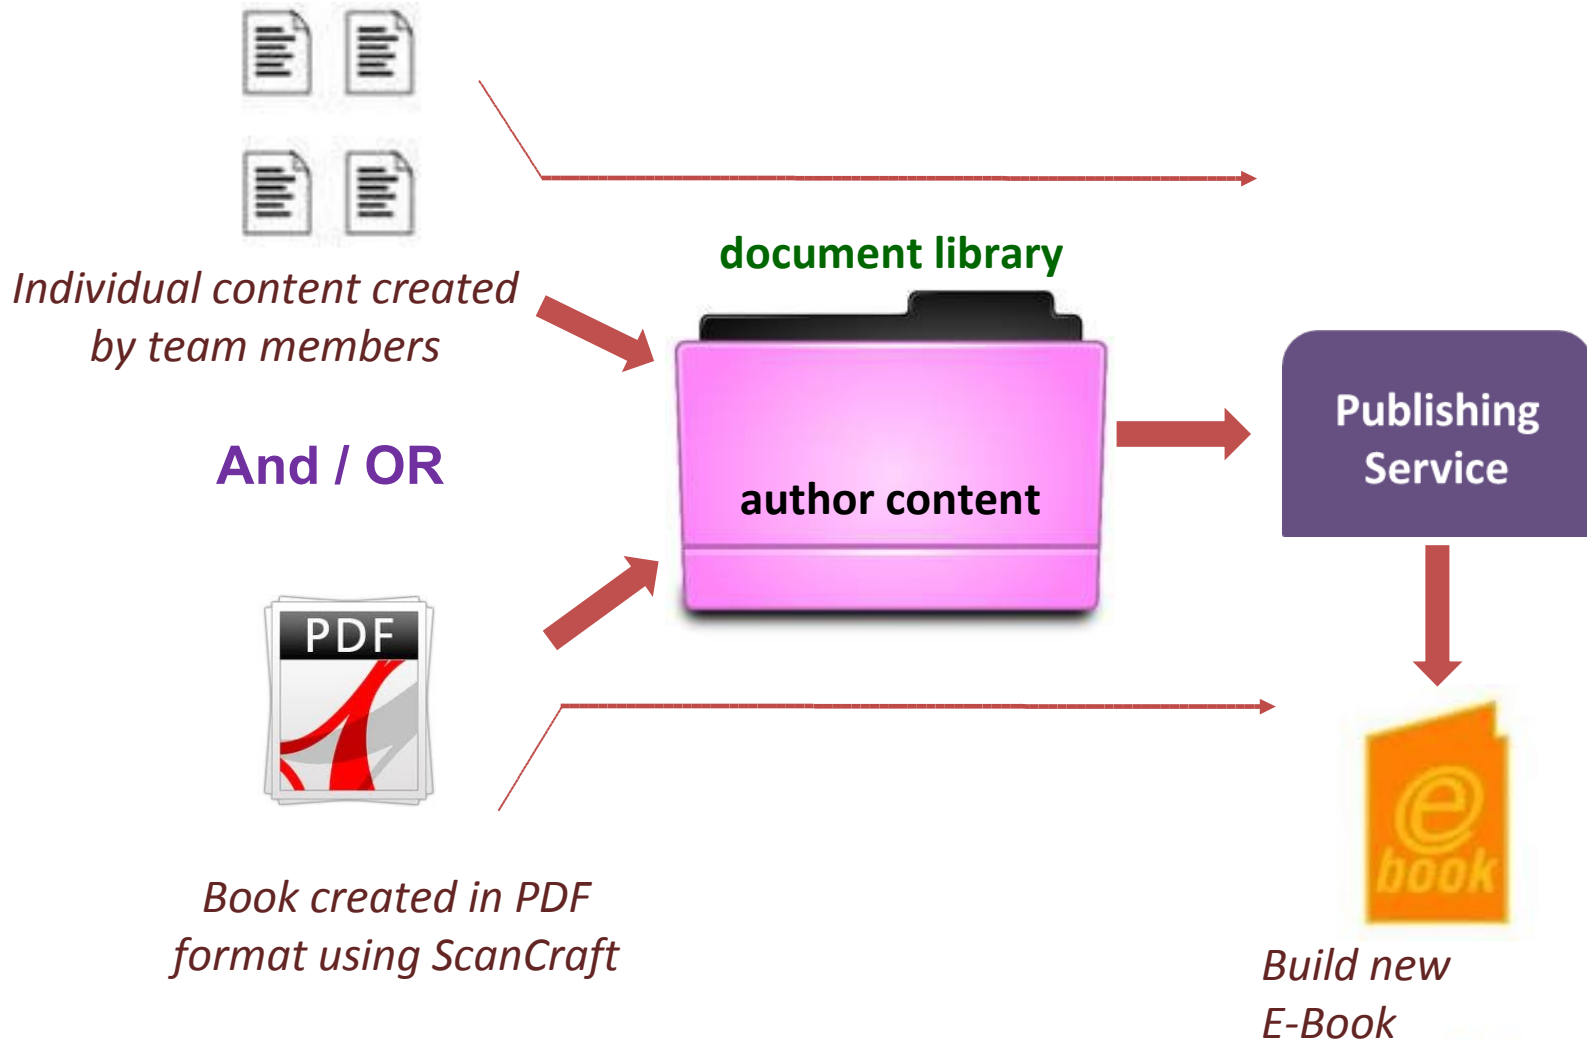 Individual content created
by team members
And / OR
PDF
Book created in PDF
format using ScanCraft
document library
author content
Publishing
Service
e
book
Build new
E-Book